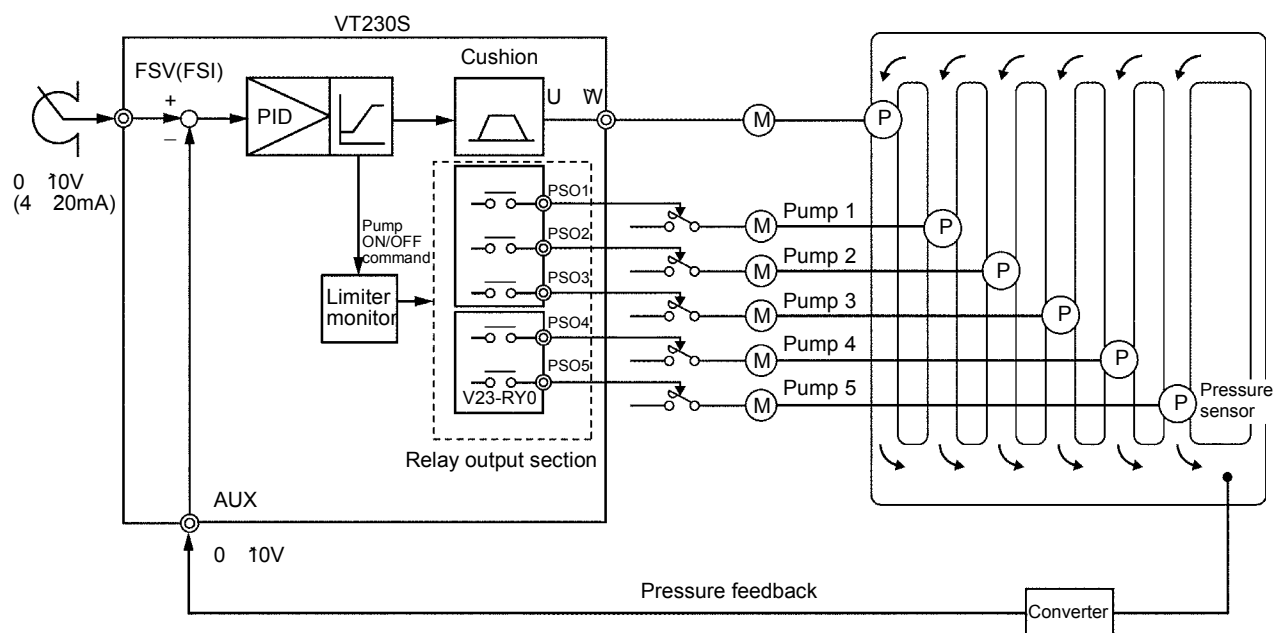 VT230S
FSV(FSI)
Cushion
+
−
PID
U ~W
M
P
0 ~10V
(4 20mA)
PSO1
Pump
ON/OFF
command
PSO2
PSO3
Limiter
monitor
PSO4
PSO5
V23-RY0
Relay output section
M
Pump 1
P
M
Pump 2
P
M
Pump 3
P
M
Pump 4
P
M
Pump 5
P
Pressure
sensor
AUX
0 ~10V
Pressure feedback
Converter